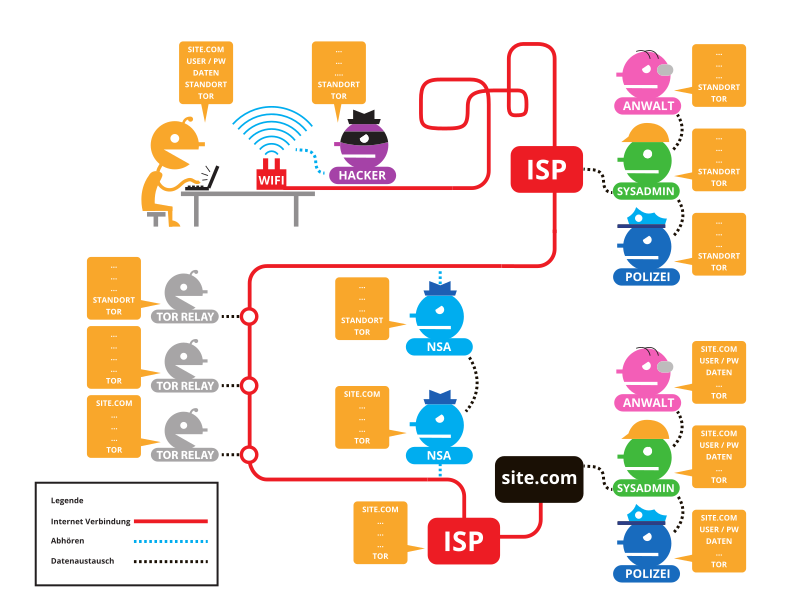 SITE.COM
USER / PW
DATEN
STANDORT
TOR
...
...
....
STANDORT
TOR
WIFI
HACKER
ISP
...
...
...
STANDORT
TOR
ANWALT
...
...
...
STANDORT
TOR
SYSADMIN
...
...
...
STANDORT
TOR
POLIZEI
...
...
...
STANDORT
TOR
TOR RELAY
...
...
...
...
TOR
TOR RELAY
SITE.COM
...
...
...
TOR
TOR RELAY
...
...
...
STANDORT
TOR
NSA
SITE.COM
...
...
...
TOR
NSA
SITE.COM
USER / PW
DATEN
...
TOR
ANWALT
SITE.COM
USER / PW
DATEN
...
TOR
SYSADMIN
SITE.COM
USER / PW
DATEN
...
TOR
POLIZEI
site.com
SITE.COM
...
...
...
TOR
ISP
Legende
Internet Verbindung
Abhören
Datenaustausch